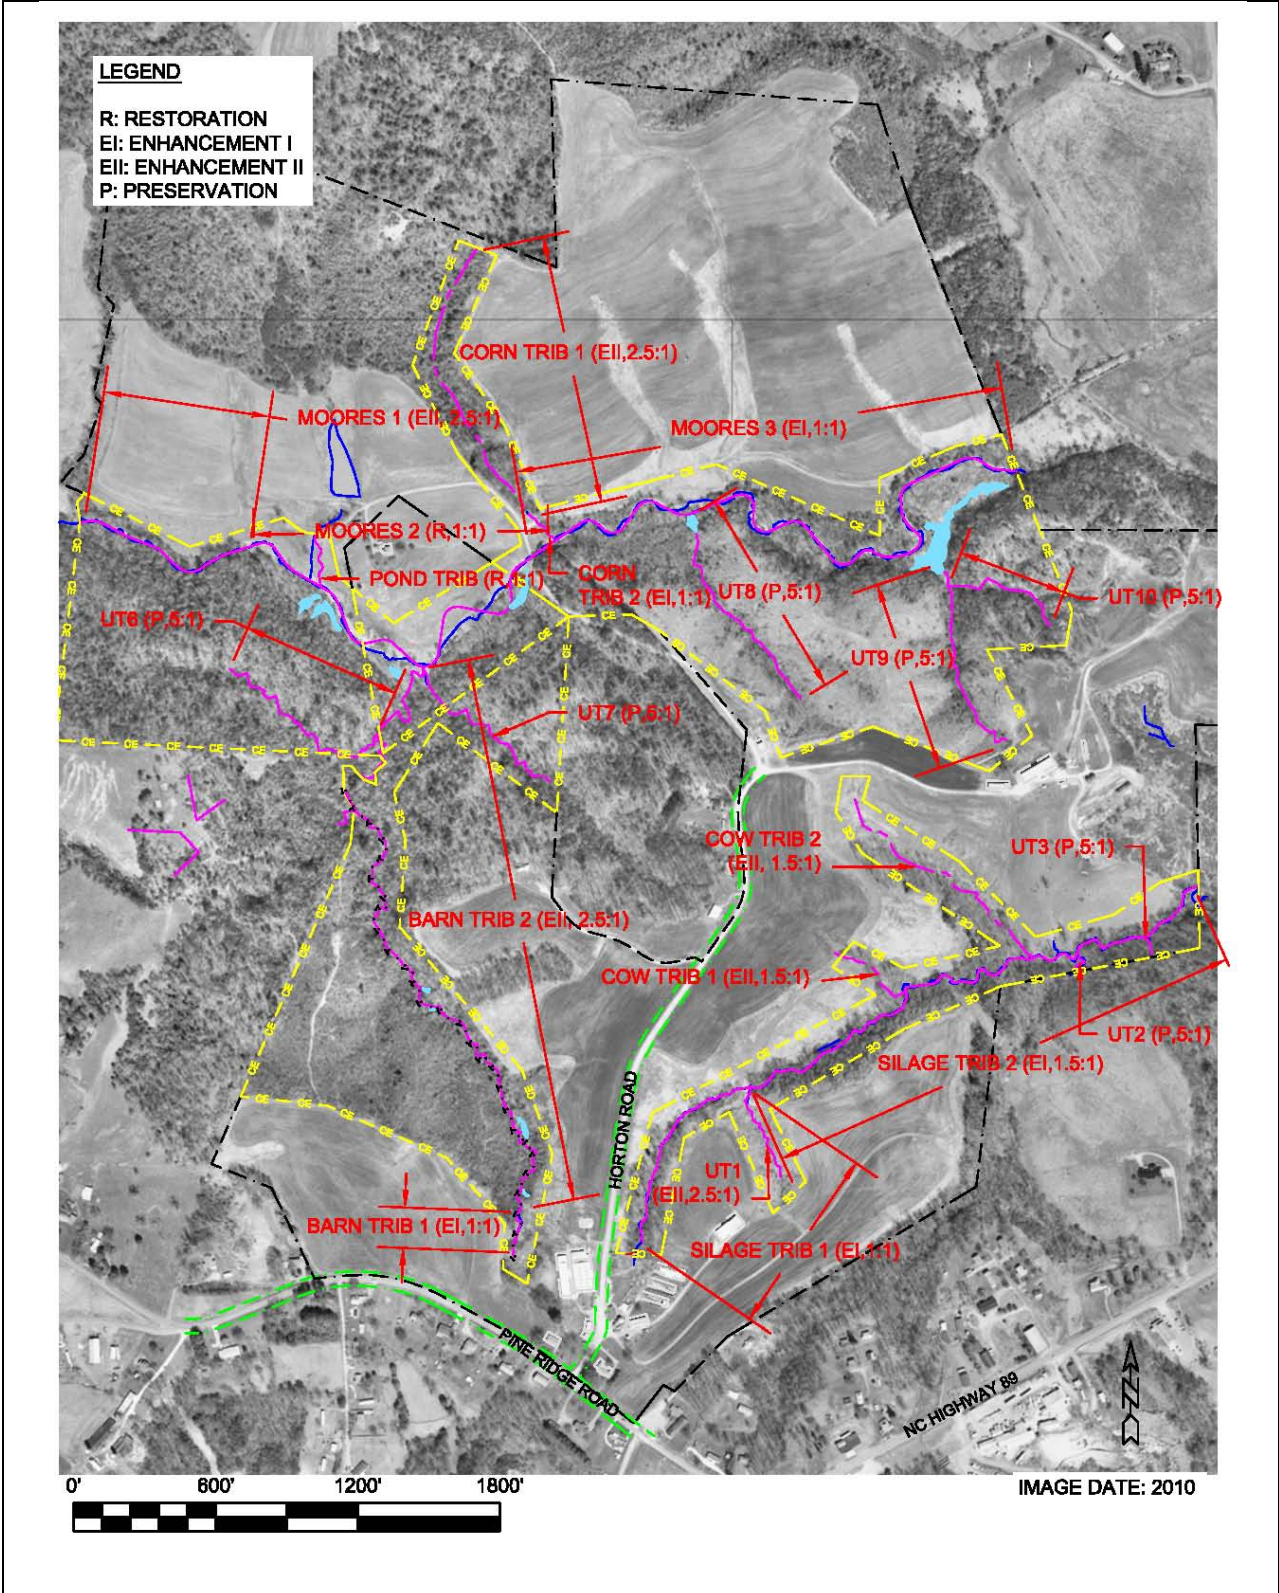 LEGEND
R: RESTORATION
EI: ENHANCEMENT I
EII: ENHANCEMENT II
P: PRESERVATION
CORN TRIB 1 (EII,2.5:1)
MOORES 1 (EII, 2.5:1)
MOORES 3 (EI,1:1)
MOORES 2 (R,1:1)
POND TRIB (R,1:1)
CORN
TRIB 2 (EI,1:1)
UT8 (P,5:1)
UT10 (P,5:1)
UT6 (P,5:1)
UT9 (P,5:1)
UT7 (P,5:1)
COW TRIB 2
(EII, 1.5:1)
UT3 (P,5:1)
BARN TRIB 2 (EII, 2.5:1)
COW TRIB 1 (EII,1.5:1)
UT2 (P,5:1)
SILAGE TRIB 2 (EI,1.5:1)
HORTON ROAD
UT1
(EII,2.5:1)
BARN TRIB 1 (EI,1:1)
SILAGE TRIB 1 (EI,1:1)
PINE RIDGE ROAD
NC HIGHWAY 89
N
0' 600' 1200' 1800'
IMAGE DATE: 2010